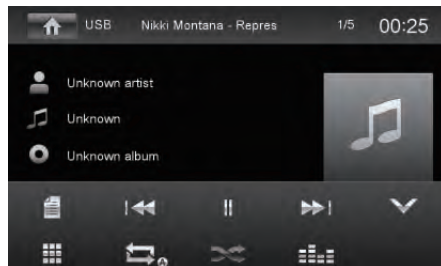 USB Nikki Montana - Repres 1/5 00:25
Unknown artist
Unknown
Unknown album